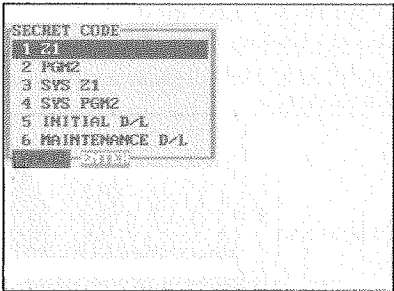 SECRET CODE
1 Z1
2 PGM2
3 SYS Z1
4 SYS PGM2
5 INITIAL D/L
6 MAINTENANCE D/L